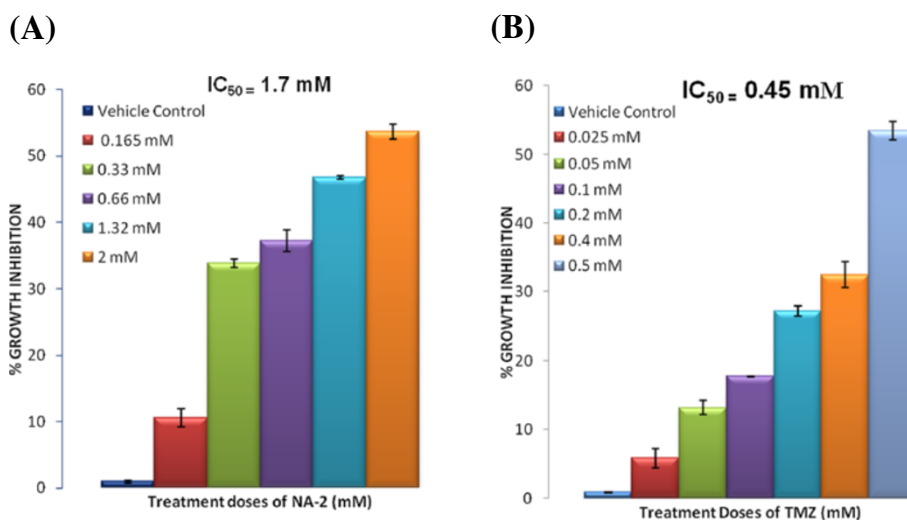 (A)
IC50 = 1.7 mM
60
50
40
30
20
10
0
% GROWTH INHIBITION
Vehicle Control
0.165 mM
0.33 mM
0.66 mM
1.32 mM
2 mM
Treatment doses of NA-2 (mM)
(B)
IC50 = 0.45 mM
60
50
40
30
20
10
0
% GROWTH INHIBITION
Vehicle Control
0.025 mM
0.05 mM
0.1 mM
0.2 mM
0.4 mM
0.5 mM
Treatment Doses of TMZ (mM)